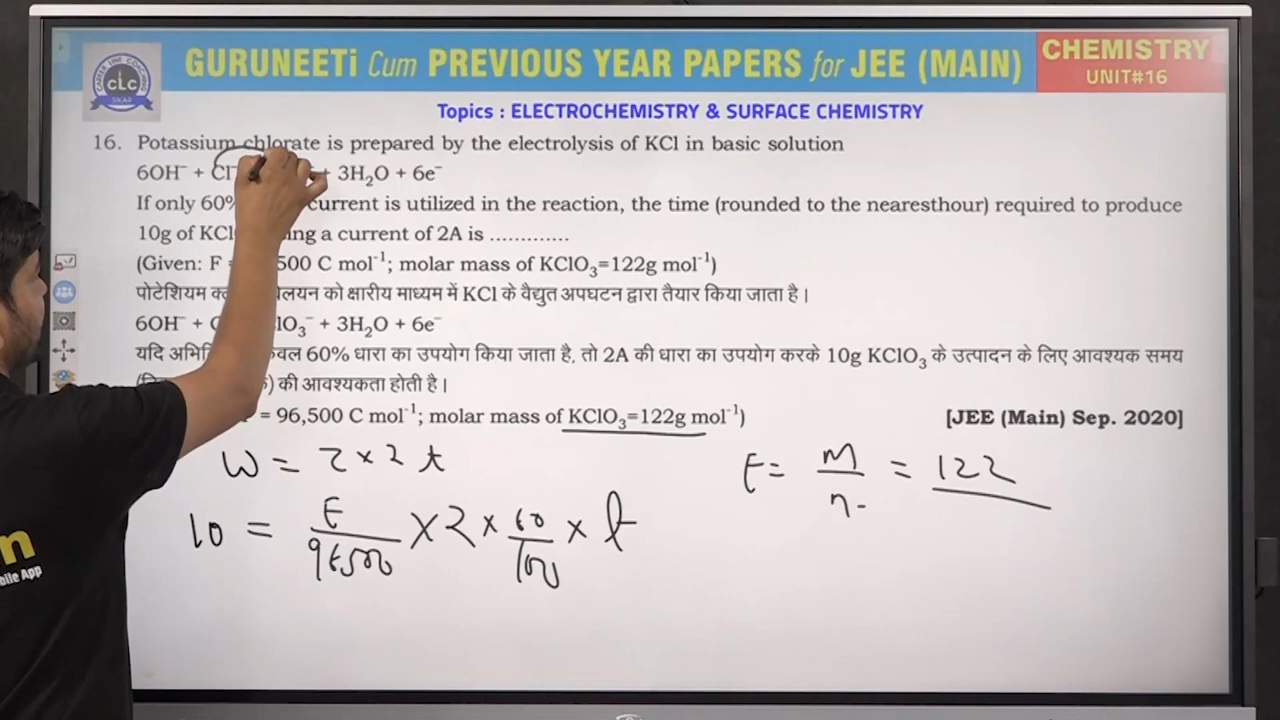 GURUNEETi Cum PREVIOUS YEAR PAPERS for JEE (MAIN)
CHEMISTRY
UNIT#16
CLC
Topics : ELECTROCHEMISTRY & SURFACE CHEMISTRY
16. Potassium chlorate is prepared by the electrolysis of KCl in basic solution
6OH⁻ + Cl⁻ + 3H₂O + 6e⁻
If only 60% current is utilized in the reaction, the time (rounded to the nearesthour) required to produce
10g of KCl a current of 2A is .............
(Given: F = 500 C mol⁻¹; molar mass of KClO₃=122g mol⁻¹)
पोटेशियम को क्षारीय माध्यम में KCl के वैद्युत अपघटन द्वारा तैयार किया जाता है।
6OH⁻ + lO₃⁻ + 3H₂O + 6e⁻
यदि 60% धारा का उपयोग किया जाता है, तो 2A की धारा का उपयोग करके 10g KClO₃ के उत्पादन के लिए आवश्यक समय
) की आवश्यकता होती है।
= 96,500 C mol⁻¹; molar mass of KClO₃=122g mol⁻¹)
[JEE (Main) Sep. 2020]
W = Z × 2 t
E = M/n = 122
10 = E/96500 × 2 × 60/100 × t
n
bile App